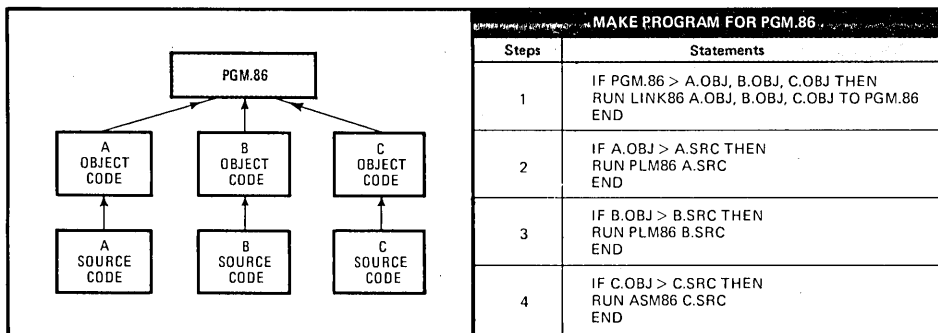 PGM.86
A
OBJECT
CODE
B
OBJECT
CODE
C
OBJECT
CODE
A
SOURCE
CODE
B
SOURCE
CODE
C
SOURCE
CODE
MAKE PROGRAM FOR PGM.86
Steps Statements
1
IF PGM.86 > A.OBJ, B.OBJ, C.OBJ THEN
RUN LINK86 A.OBJ, B.OBJ, C.OBJ TO PGM.86
END
2
IF A.OBJ > A.SRC THEN
RUN PLM86 A.SRC
END
3
IF B.OBJ > B.SRC THEN
RUN PLM86 B.SRC
END
4
IF C.OBJ > C.SRC THEN
RUN ASM86 C.SRC
END